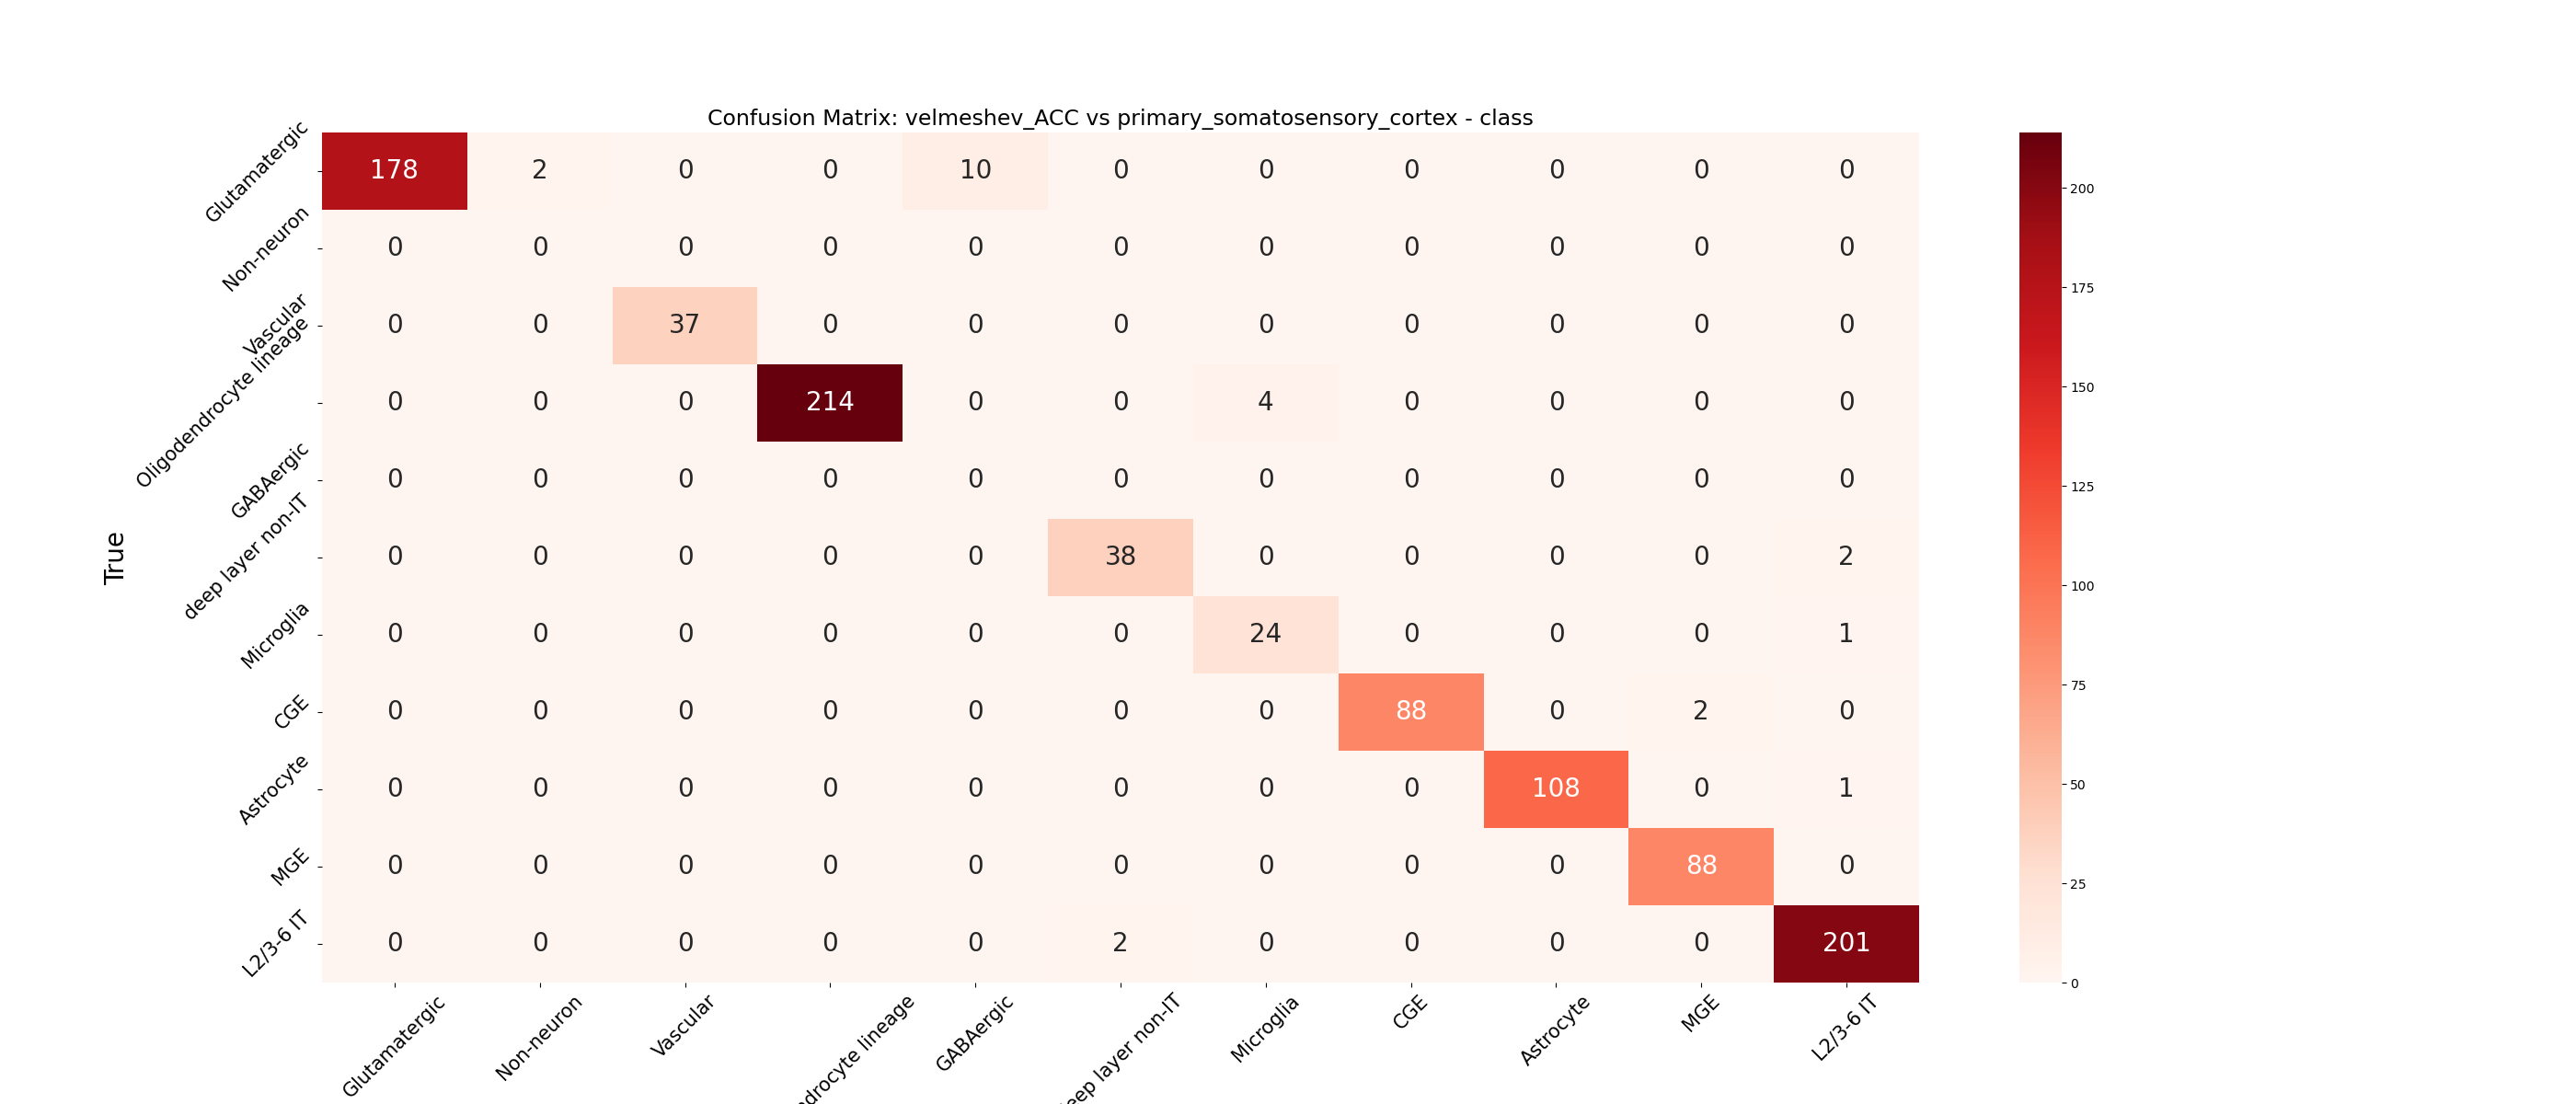 Confusion Matrix: velmeshev_ACC vs primary_somatosensory_cortex - class
True
Glutamatergic 178 2 0 0 10 0 0 0 0 0 0
Non-neuron 0 0 0 0 0 0 0 0 0 0 0
Vascular 0 0 37 0 0 0 0 0 0 0 0
Oligodendrocyte lineage 0 0 0 214 0 0 4 0 0 0 0
GABAergic 0 0 0 0 0 0 0 0 0 0 0
deep layer non-IT 0 0 0 0 0 38 0 0 0 0 2
Microglia 0 0 0 0 0 0 24 0 0 0 1
CGE 0 0 0 0 0 0 0 88 0 2 0
Astrocyte 0 0 0 0 0 0 0 0 108 0 1
MGE 0 0 0 0 0 0 0 0 0 88 0
L2/3-6 IT 0 0 0 0 0 2 0 0 0 0 201
Glutamatergic
Non-neuron
Vascular
ndrocyte lineage
GABAergic
eep layer non-IT
Microglia
CGE
Astrocyte
MGE
L2/3-6 IT
200
175
150
125
100
75
50
25
0